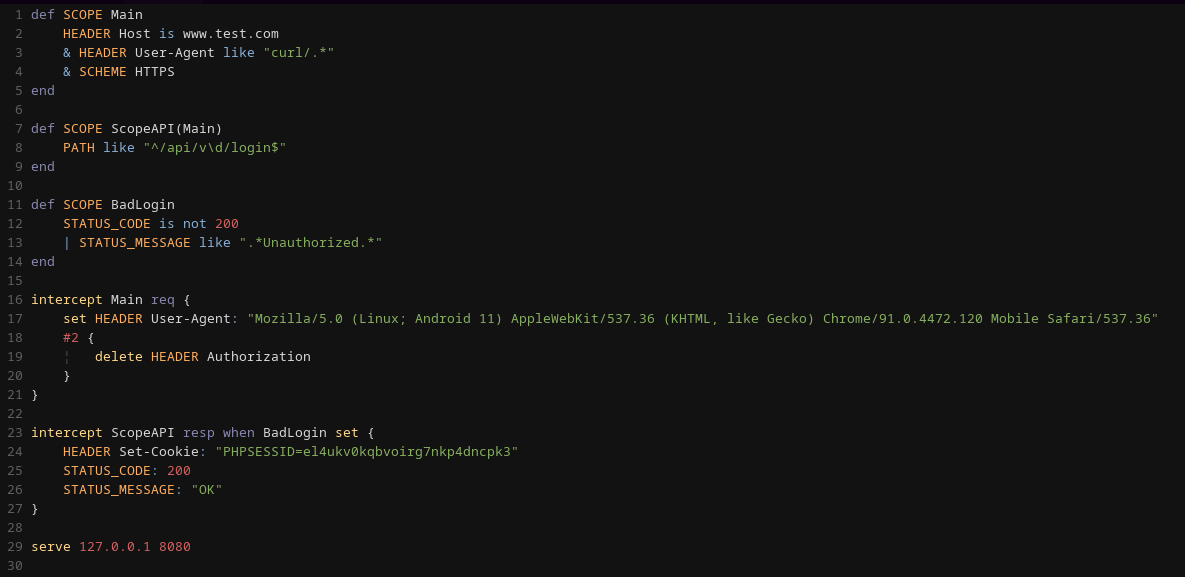 1 def SCOPE Main
2     HEADER Host is www.test.com
3     & HEADER User-Agent like "curl/.*"
4     & SCHEME HTTPS
5 end
6
7 def SCOPE ScopeAPI(Main)
8     PATH like "^/api/v\d/login$"
9 end
10
11 def SCOPE BadLogin
12     STATUS_CODE is not 200
13     | STATUS_MESSAGE like ".*Unauthorized.*"
14 end
15
16 intercept Main req {
17     set HEADER User-Agent: "Mozilla/5.0 (Linux; Android 11) AppleWebKit/537.36 (KHTML, like Gecko) Chrome/91.0.4472.120 Mobile Safari/537.36"
18     #2 {
19     ¦   delete HEADER Authorization
20     }
21 }
22
23 intercept ScopeAPI resp when BadLogin set {
24     HEADER Set-Cookie: "PHPSESSID=el4ukv0kqbvoirg7nkp4dncpk3"
25     STATUS_CODE: 200
26     STATUS_MESSAGE: "OK"
27 }
28
29 serve 127.0.0.1 8080
30